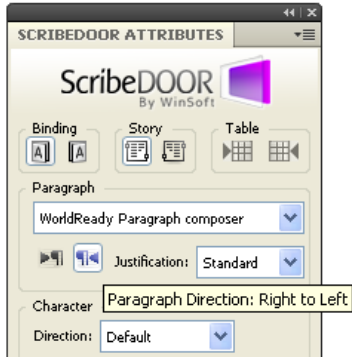 SCRIBEDOOR ATTRIBUTES
ScribeDOOR
By WinSoft
Binding Story Table
Paragraph
WorldReady Paragraph composer
Justification: Standard
Paragraph Direction: Right to Left
Character
Direction: Default